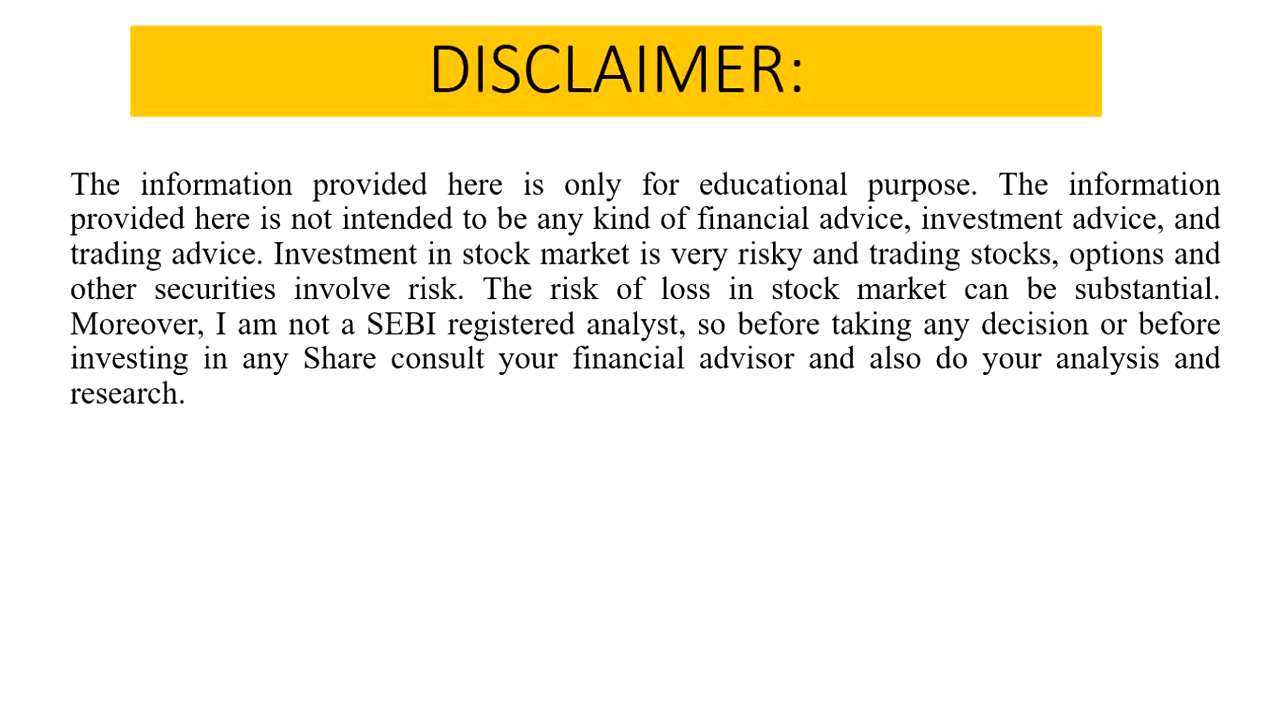 DISCLAIMER:
The information provided here is only for educational purpose. The information
provided here is not intended to be any kind of financial advice, investment advice, and
trading advice. Investment in stock market is very risky and trading stocks, options and
other securities involve risk. The risk of loss in stock market can be substantial.
Moreover, I am not a SEBI registered analyst, so before taking any decision or before
investing in any Share consult your financial advisor and also do your analysis and
research.